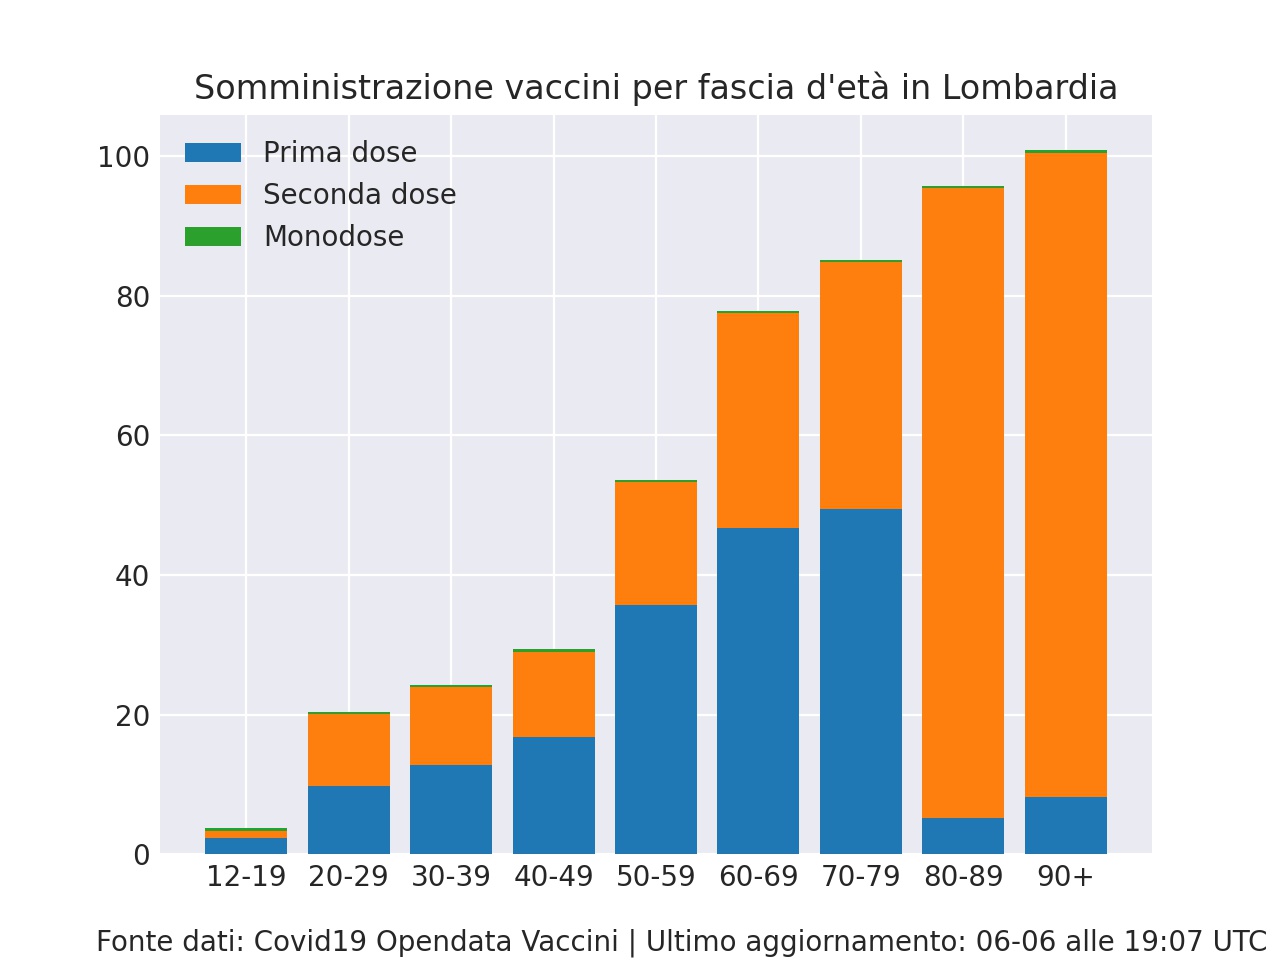 Somministrazione vaccini per fascia d'età in Lombardia
Prima dose
Seconda dose
Monodose
100
80
60
40
20
0
12-19 20-29 30-39 40-49 50-59 60-69 70-79 80-89 90+
Fonte dati: Covid19 Opendata Vaccini | Ultimo aggiornamento: 06-06 alle 19:07 UTC